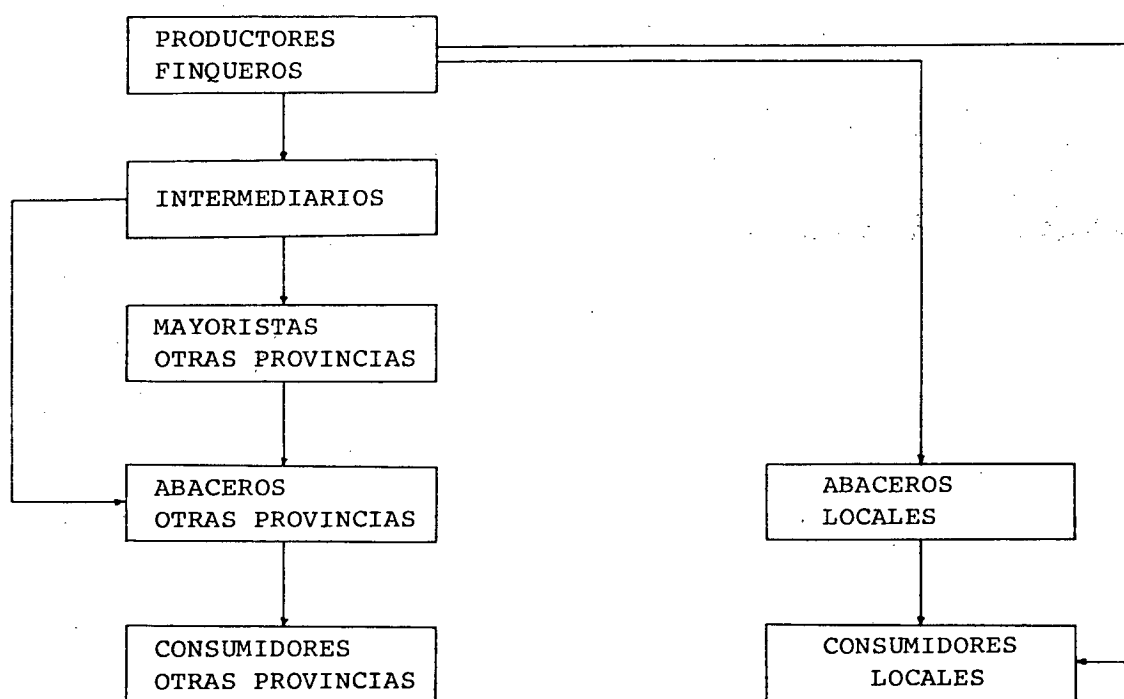 PRODUCTORES
FINQUEROS
INTERMEDIARIOS
MAYORISTAS
OTRAS PROVINCIAS
ABACEROS
OTRAS PROVINCIAS
ABACEROS
LOCALES
CONSUMIDORES
OTRAS PROVINCIAS
CONSUMIDORES
LOCALES